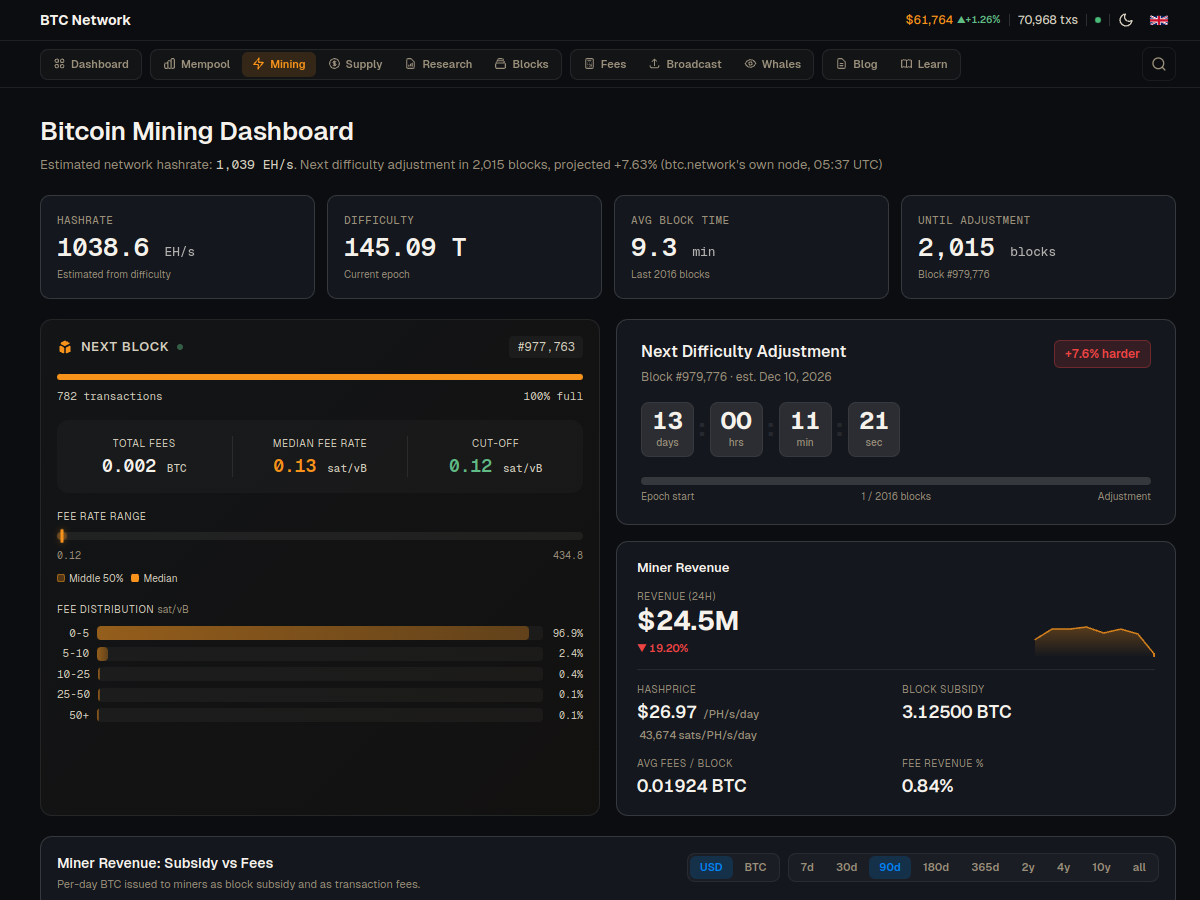 BTC Network
$61,764 ▲+1.26% 70,968 txs
Dashboard Mempool Mining Supply Research Blocks Fees Broadcast Whales Blog Learn
Bitcoin Mining Dashboard
Estimated network hashrate: 1,039 EH/s. Next difficulty adjustment in 2,015 blocks, projected +7.63% (btc.network's own node, 05:37 UTC)
HASHRATE
1038.6 EH/s
Estimated from difficulty
DIFFICULTY
145.09 T
Current epoch
AVG BLOCK TIME
9.3 min
Last 2016 blocks
UNTIL ADJUSTMENT
2,015 blocks
Block #979,776
NEXT BLOCK #977,763
782 transactions 100% full
TOTAL FEES
0.002 BTC
MEDIAN FEE RATE
0.13 sat/vB
CUT-OFF
0.12 sat/vB
FEE RATE RANGE
0.12 434.8
Middle 50% Median
FEE DISTRIBUTION sat/vB
0-5 96.9%
5-10 2.4%
10-25 0.4%
25-50 0.1%
50+ 0.1%
Next Difficulty Adjustment +7.6% harder
Block #979,776 · est. Dec 10, 2026
13 : 00 : 11 : 21
days hrs min sec
Epoch start 1 / 2016 blocks Adjustment
Miner Revenue
REVENUE (24H)
$24.5M
▼ 19.20%
HASHPRICE
$26.97 /PH/s/day
43,674 sats/PH/s/day
BLOCK SUBSIDY
3.12500 BTC
AVG FEES / BLOCK
0.01924 BTC
FEE REVENUE %
0.84%
Miner Revenue: Subsidy vs Fees
Per-day BTC issued to miners as block subsidy and as transaction fees.
USD BTC 7d 30d 90d 180d 365d 2y 4y 10y all